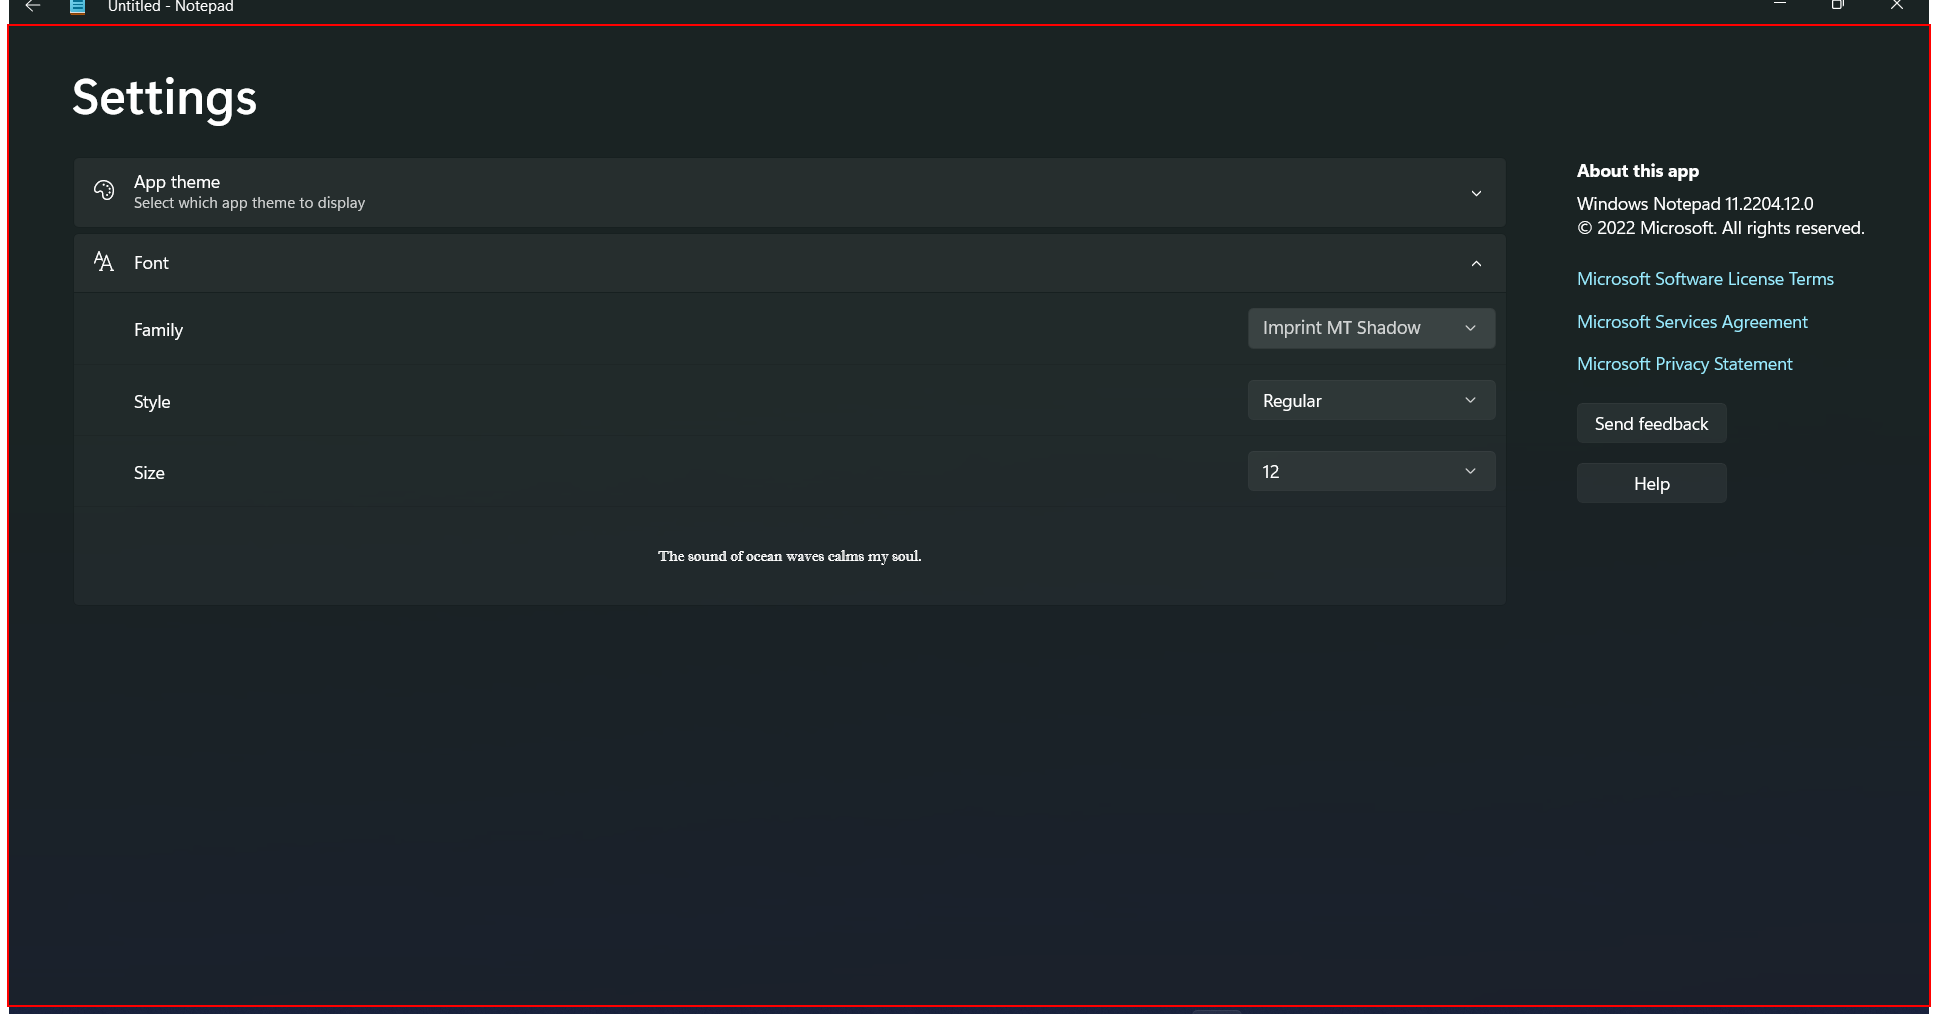 Untitled - Notepad
Settings
App theme
Select which app theme to display
Font
Family
Imprint MT Shadow
Style
Regular
Size
12
The sound of ocean waves calms my soul.
About this app
Windows Notepad 11.2204.12.0
© 2022 Microsoft. All rights reserved.
Microsoft Software License Terms
Microsoft Services Agreement
Microsoft Privacy Statement
Send feedback
Help